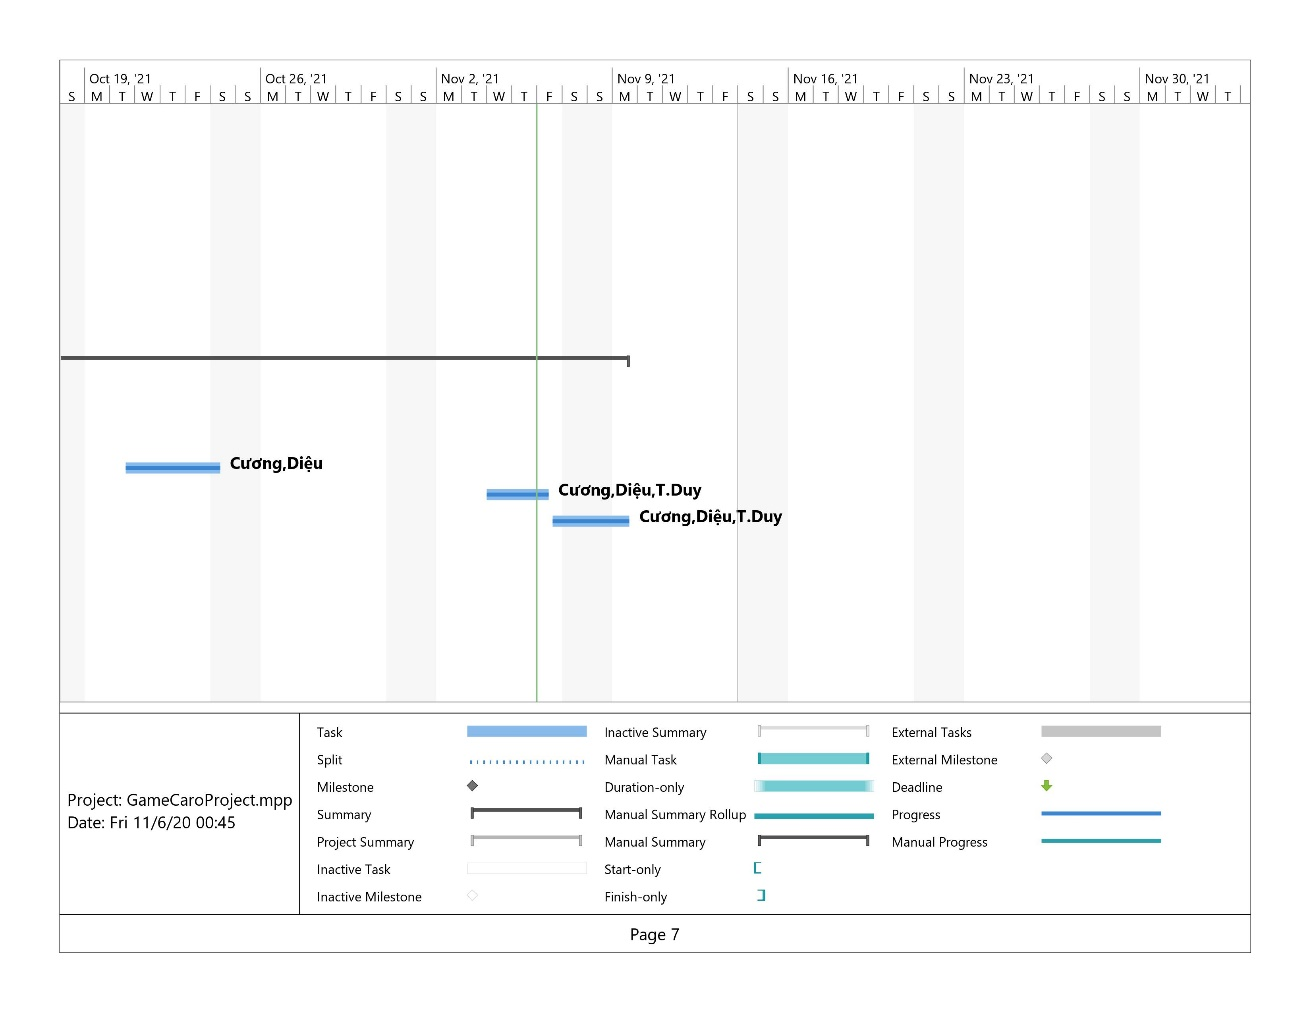 Oct 19, '21 Oct 26, '21 Nov 2, '21 Nov 9, '21 Nov 16, '21 Nov 23, '21 Nov 30, '21
S M T W T F S S M T W T F S S M T W T F S S M T W T F S S M T W T F S S M T W T F S S M T W T
Cương,Diệu
Cương,Diệu,T.Duy
Cương,Diệu,T.Duy
Project: GameCaroProject.mpp
Date: Fri 11/6/20 00:45
Task
Split
Milestone
Summary
Project Summary
Inactive Task
Inactive Milestone
Inactive Summary
Manual Task
Duration-only
Manual Summary Rollup
Manual Summary
Start-only
Finish-only
External Tasks
External Milestone
Deadline
Progress
Manual Progress
Page 7